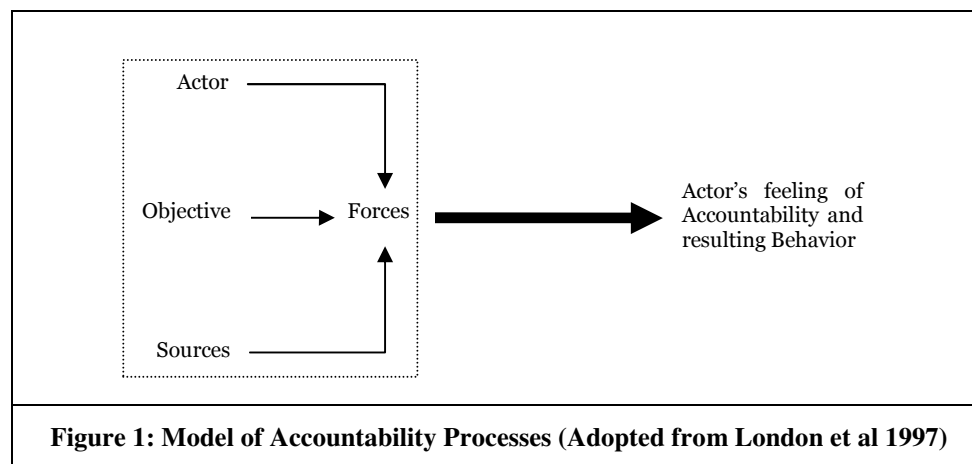 Actor
Objective
Forces
Sources
Actor's feeling of
Accountability and
resulting Behavior
Figure 1: Model of Accountability Processes (Adopted from London et al 1997)